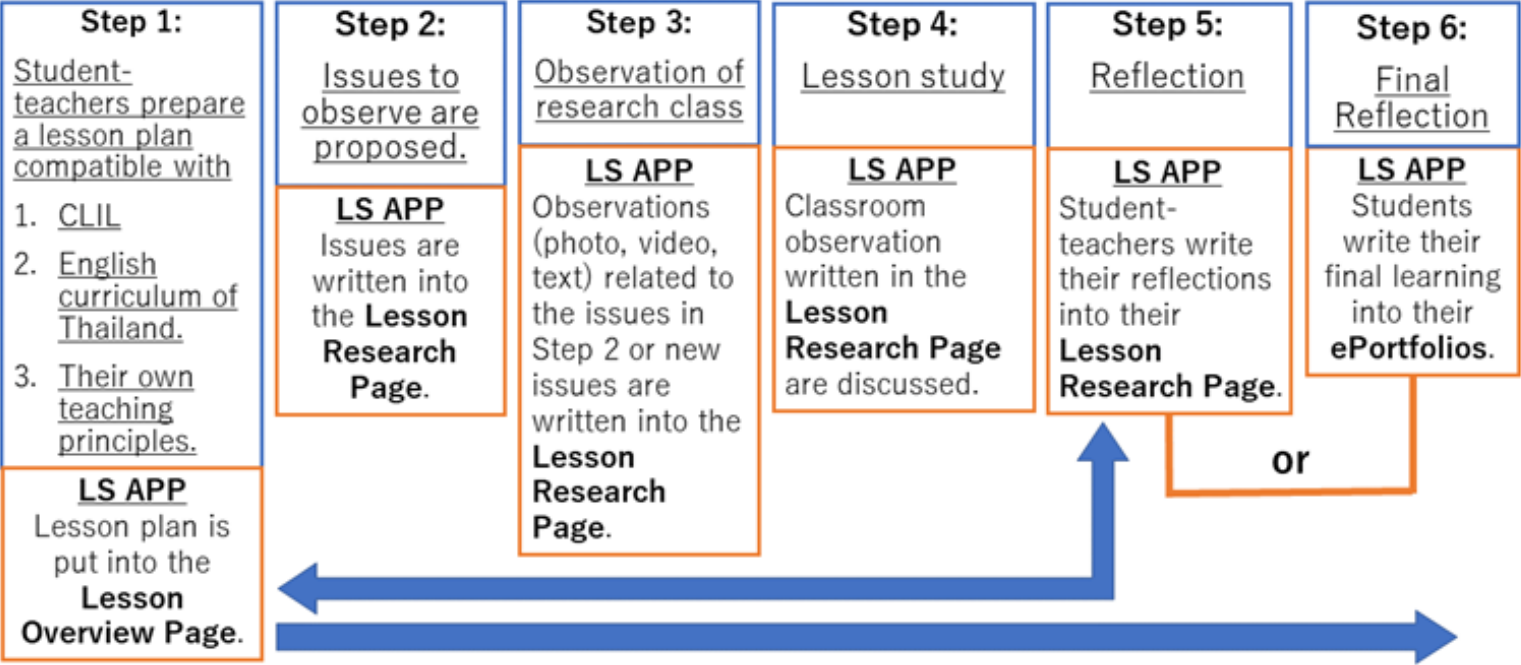 Step 1:
Student-
teachers prepare
a lesson plan
compatible with
1. CLIL
2. English
curriculum of
Thailand.
3. Their own
teaching
principles.
LS APP
Lesson plan is
put into the
Lesson
Overview Page.
Step 2:
Issues to
observe are
proposed.
LS APP
Issues are
written into
the Lesson
Research
Page.
Step 3:
Observation of
research class
LS APP
Observations
(photo, video,
text) related to
the issues in
Step 2 or new
issues are
written into the
Lesson
Research
Page.
Step 4:
Lesson study
LS APP
Classroom
observation
written in the
Lesson
Research Page
are discussed.
Step 5:
Reflection
LS APP
Student-
teachers write
their reflections
into their
Lesson
Research Page.
Step 6:
Final
Reflection
LS APP
Students
write their
final learning
into their
ePortfolios.
or